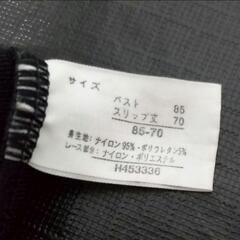 サイズ
バスト 85
スリップ丈 70
85-70
身生地:ナイロン95%・ポリウレタン5%
レース部分:ナイロン・ポリエステル
H453336